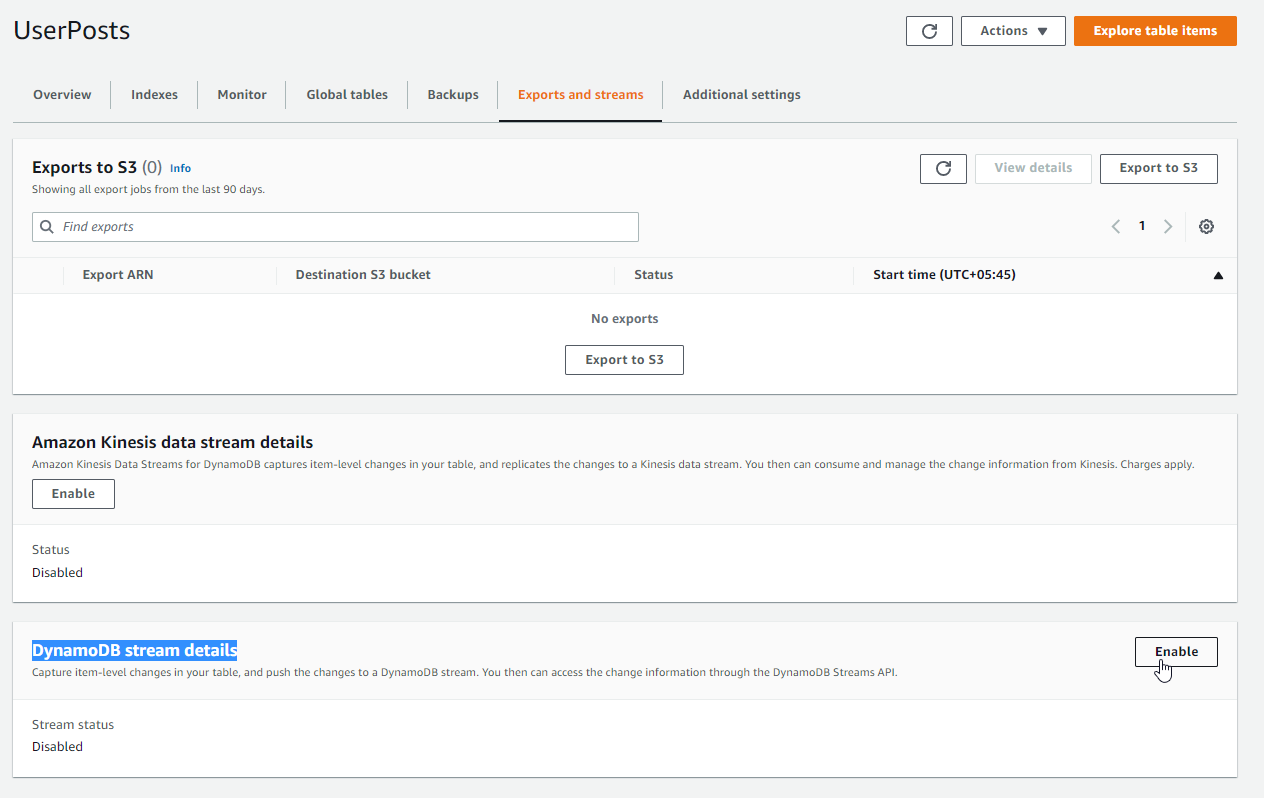 UserPosts
Actions
Explore table items
Overview
Indexes
Monitor
Global tables
Backups
Exports and streams
Additional settings
Exports to S3 (0) Info
View details
Export to S3
Showing all export jobs from the last 90 days.
Find exports
1
Export ARN
Destination S3 bucket
Status
Start time (UTC+05:45)
No exports
Export to S3
Amazon Kinesis data stream details
Amazon Kinesis Data Streams for DynamoDB captures item-level changes in your table, and replicates the changes to a Kinesis data stream. You then can consume and manage the change information from Kinesis. Charges apply.
Enable
Status
Disabled
DynamoDB stream details
Enable
Capture item-level changes in your table, and push the changes to a DynamoDB stream. You then can access the change information through the DynamoDB Streams API.
Stream status
Disabled